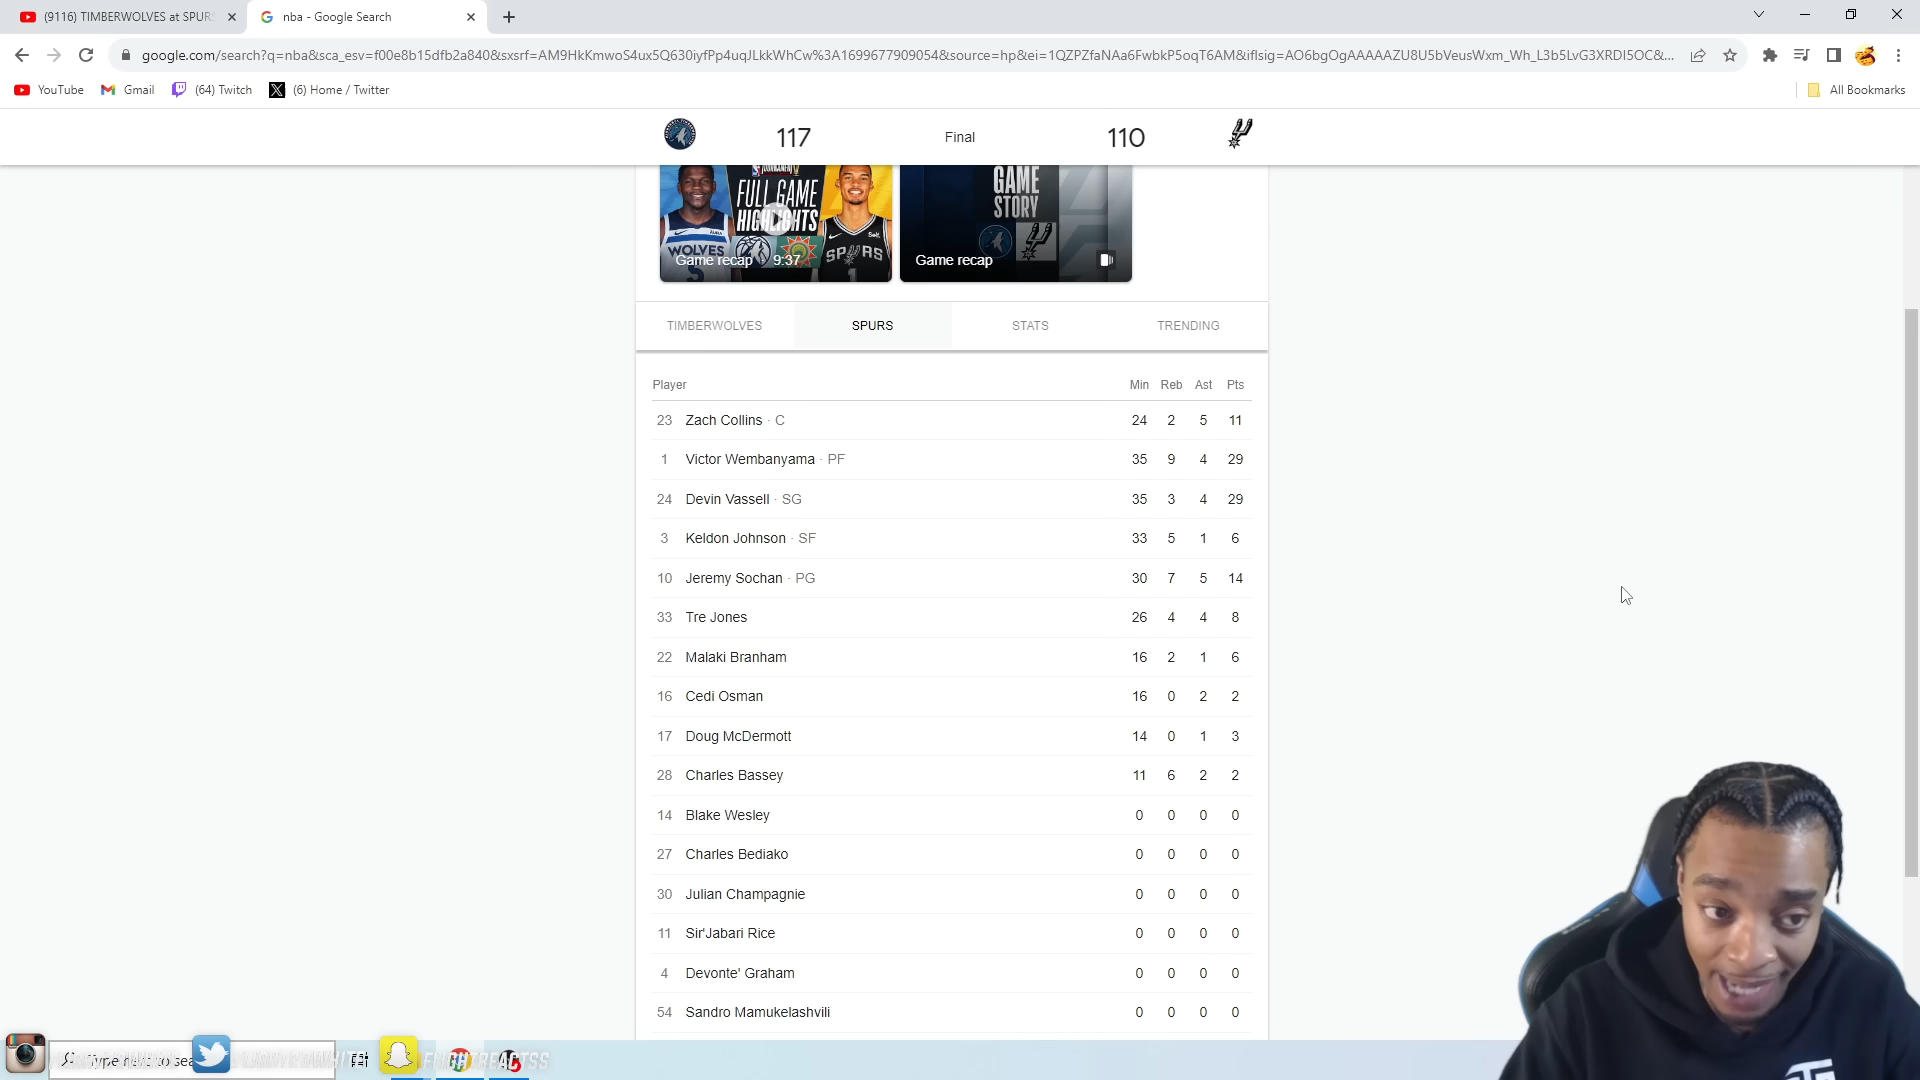 (9116) TIMBERWOLVES at SPUR
nba - Google Search
google.com/search?q=nba&sca_esv=f00e8b15dfb2a840&sxsrf=AM9HkKmwoS4ux5Q630iyfPp4uqJLkkWhCw%3A1699677909054&source=hp&ei=1QZPZfaNAa6FwbkP5oqT6AM&iflsig=AO6bgOgAAAAAZU8U5bVeusWxm_Wh_L3b5LvG3XRDI5OC&...
YouTube Gmail (64) Twitch (6) Home / Twitter All Bookmarks
117 Final 110
FULL GAME
HIGHLIGHTS
WOLVES
SPURS
Game recap 9:37
GAME
STORY
Game recap
TIMBERWOLVES SPURS STATS TRENDING
Player Min Reb Ast Pts
23 Zach Collins · C 24 2 5 11
1 Victor Wembanyama · PF 35 9 4 29
24 Devin Vassell · SG 35 3 4 29
3 Keldon Johnson · SF 33 5 1 6
10 Jeremy Sochan · PG 30 7 5 14
33 Tre Jones 26 4 4 8
22 Malaki Branham 16 2 1 6
16 Cedi Osman 16 0 2 2
17 Doug McDermott 14 0 1 3
28 Charles Bassey 11 6 2 2
14 Blake Wesley 0 0 0 0
27 Charles Bediako 0 0 0 0
30 Julian Champagnie 0 0 0 0
11 Sir'Jabari Rice 0 0 0 0
4 Devonte' Graham 0 0 0 0
54 Sandro Mamukelashvili 0 0 0 0
Type here to sea
FLIGHTREACTSS